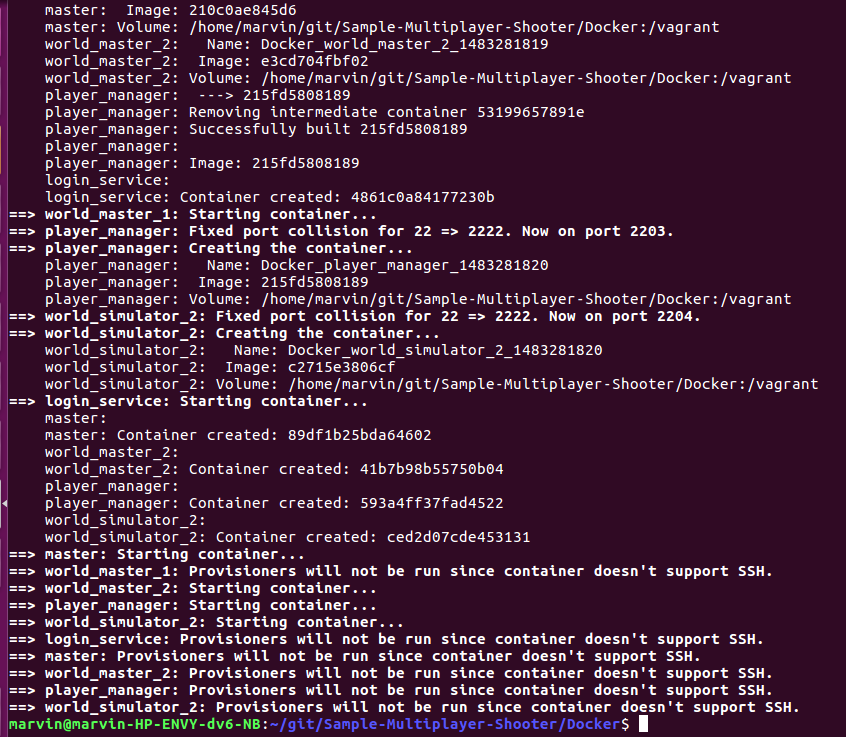 master:  Image: 210c0ae845d6
master: Volume: /home/marvin/git/Sample-Multiplayer-Shooter/Docker:/vagrant
world_master_2:   Name: Docker_world_master_2_1483281819
world_master_2:  Image: e3cd704fbf02
world_master_2: Volume: /home/marvin/git/Sample-Multiplayer-Shooter/Docker:/vagrant
player_manager:  ---> 215fd5808189
player_manager: Removing intermediate container 53199657891e
player_manager: Successfully built 215fd5808189
player_manager:
player_manager: Image: 215fd5808189
login_service:
login_service: Container created: 4861c0a84177230b
==> world_master_1: Starting container...
==> player_manager: Fixed port collision for 22 => 2222. Now on port 2203.
==> player_manager: Creating the container...
player_manager:   Name: Docker_player_manager_1483281820
player_manager:  Image: 215fd5808189
player_manager: Volume: /home/marvin/git/Sample-Multiplayer-Shooter/Docker:/vagrant
==> world_simulator_2: Fixed port collision for 22 => 2222. Now on port 2204.
==> world_simulator_2: Creating the container...
world_simulator_2:   Name: Docker_world_simulator_2_1483281820
world_simulator_2:  Image: c2715e3806cf
world_simulator_2: Volume: /home/marvin/git/Sample-Multiplayer-Shooter/Docker:/vagrant
==> login_service: Starting container...
master:
master: Container created: 89df1b25bda64602
world_master_2:
world_master_2: Container created: 41b7b98b55750b04
player_manager:
player_manager: Container created: 593a4ff37fad4522
world_simulator_2:
world_simulator_2: Container created: ced2d07cde453131
==> master: Starting container...
==> world_master_1: Provisioners will not be run since container doesn't support SSH.
==> world_master_2: Starting container...
==> player_manager: Starting container...
==> world_simulator_2: Starting container...
==> login_service: Provisioners will not be run since container doesn't support SSH.
==> master: Provisioners will not be run since container doesn't support SSH.
==> world_master_2: Provisioners will not be run since container doesn't support SSH.
==> player_manager: Provisioners will not be run since container doesn't support SSH.
==> world_simulator_2: Provisioners will not be run since container doesn't support SSH.
marvin@marvin-HP-ENVY-dv6-NB:~/git/Sample-Multiplayer-Shooter/Docker$